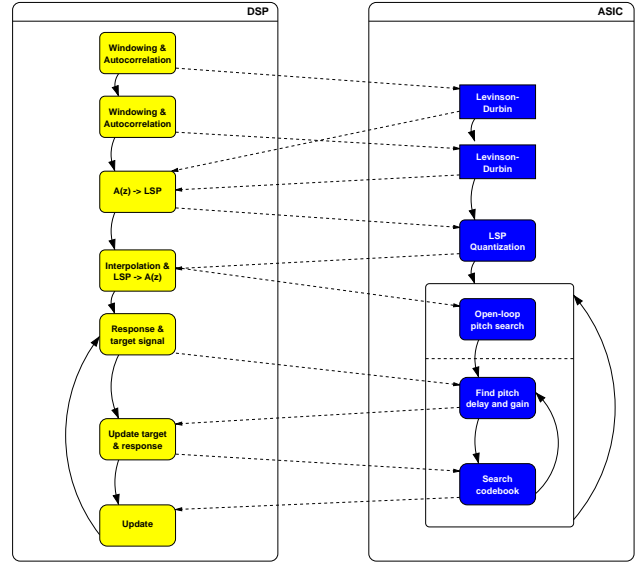 DSP
Windowing &
Autocorrelation
Windowing &
Autocorrelation
A(z) -> LSP
Interpolation &
LSP -> A(z)
Response &
target signal
Update target
& response
Update
ASIC
Levinson-
Durbin
Levinson-
Durbin
LSP
Quantization
Open-loop
pitch search
Find pitch
delay and gain
Search
codebook